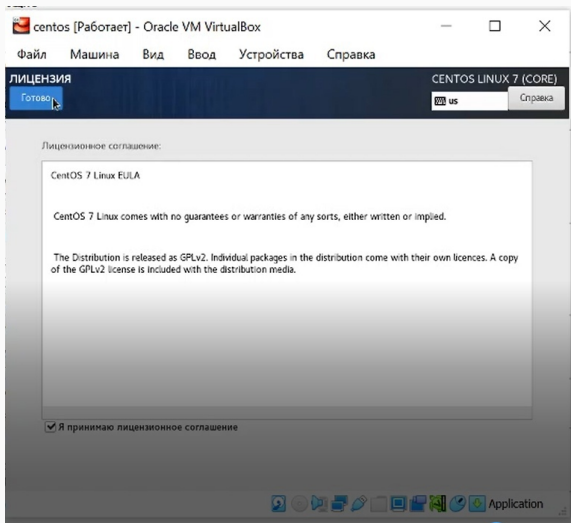 centos [Работает] - Oracle VM VirtualBox
Файл Машина Вид Ввод Устройства Справка
ЛИЦЕНЗИЯ CENTOS LINUX 7 (CORE)
Готово us Справка
Лицензионное соглашение:
CentOS 7 Linux EULA
CentOS 7 Linux comes with no guarantees or warranties of any sorts, either written or implied.
The Distribution is released as GPLv2. Individual packages in the distribution come with their own licences. A copy
of the GPLv2 license is included with the distribution media.
Я принимаю лицензионное соглашение
Application